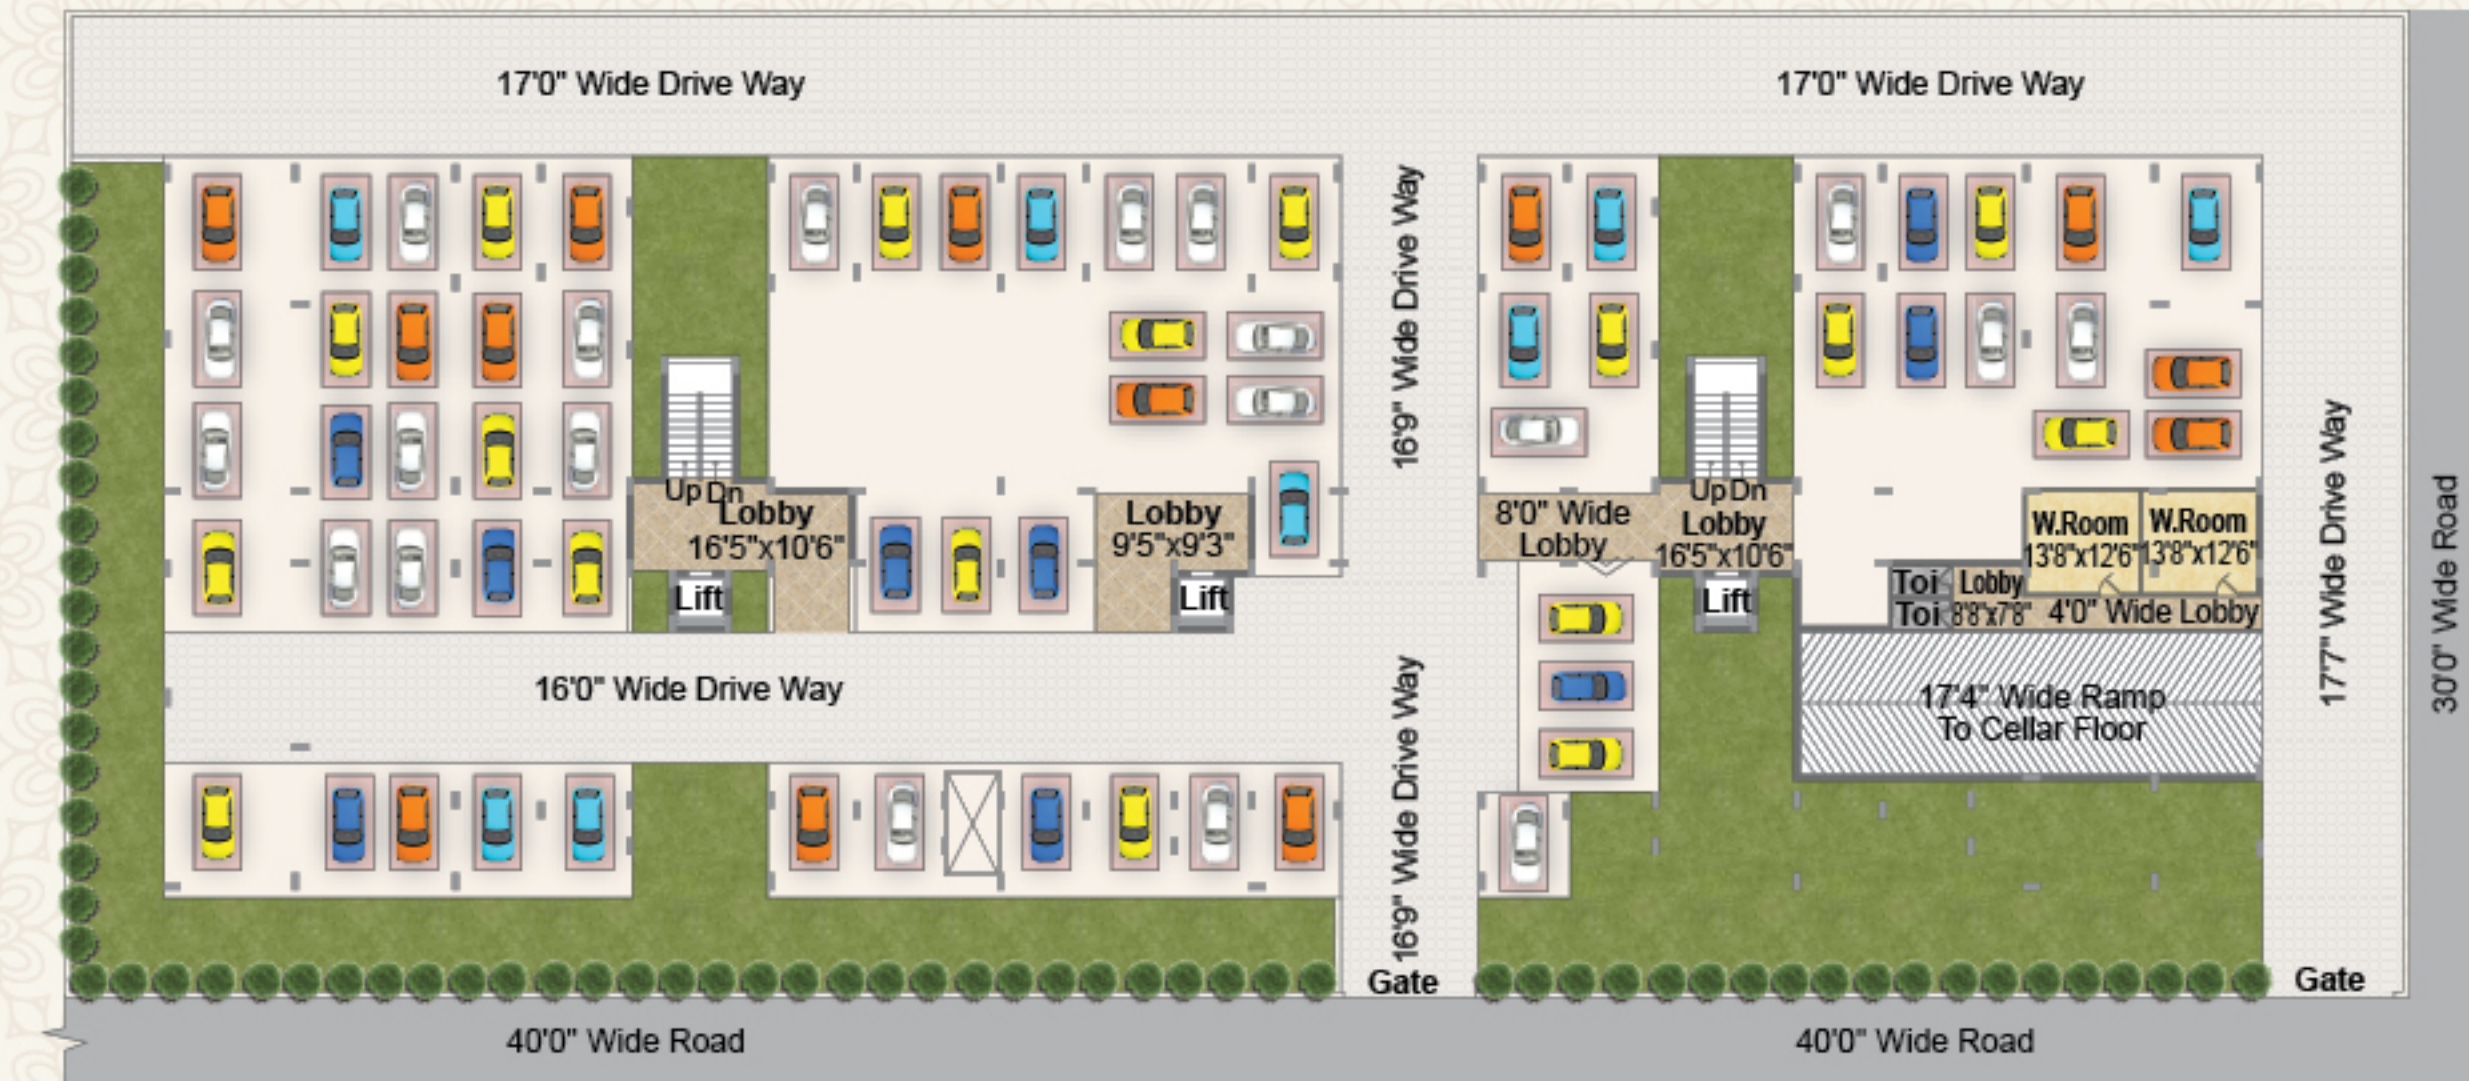 17'0" Wide Drive Way
17'0" Wide Drive Way
16'9" Wide Drive Way
Up Dn
Lobby
16'5"x10'6"
Lift
Lobby
9'5"x9'3"
Lift
8'0" Wide
Lobby
Up Dn
Lobby
16'5"x10'6"
Lift
W.Room
13'8"x12'6"
W.Room
13'8"x12'6"
Toi
Toi
Lobby
8'8"x7'8"
4'0" Wide Lobby
17'7" Wide Drive Way
30'0" Wide Road
16'0" Wide Drive Way
16'9" Wide Drive Way
17'4" Wide Ramp
To Cellar Floor
Gate
Gate
40'0" Wide Road
40'0" Wide Road